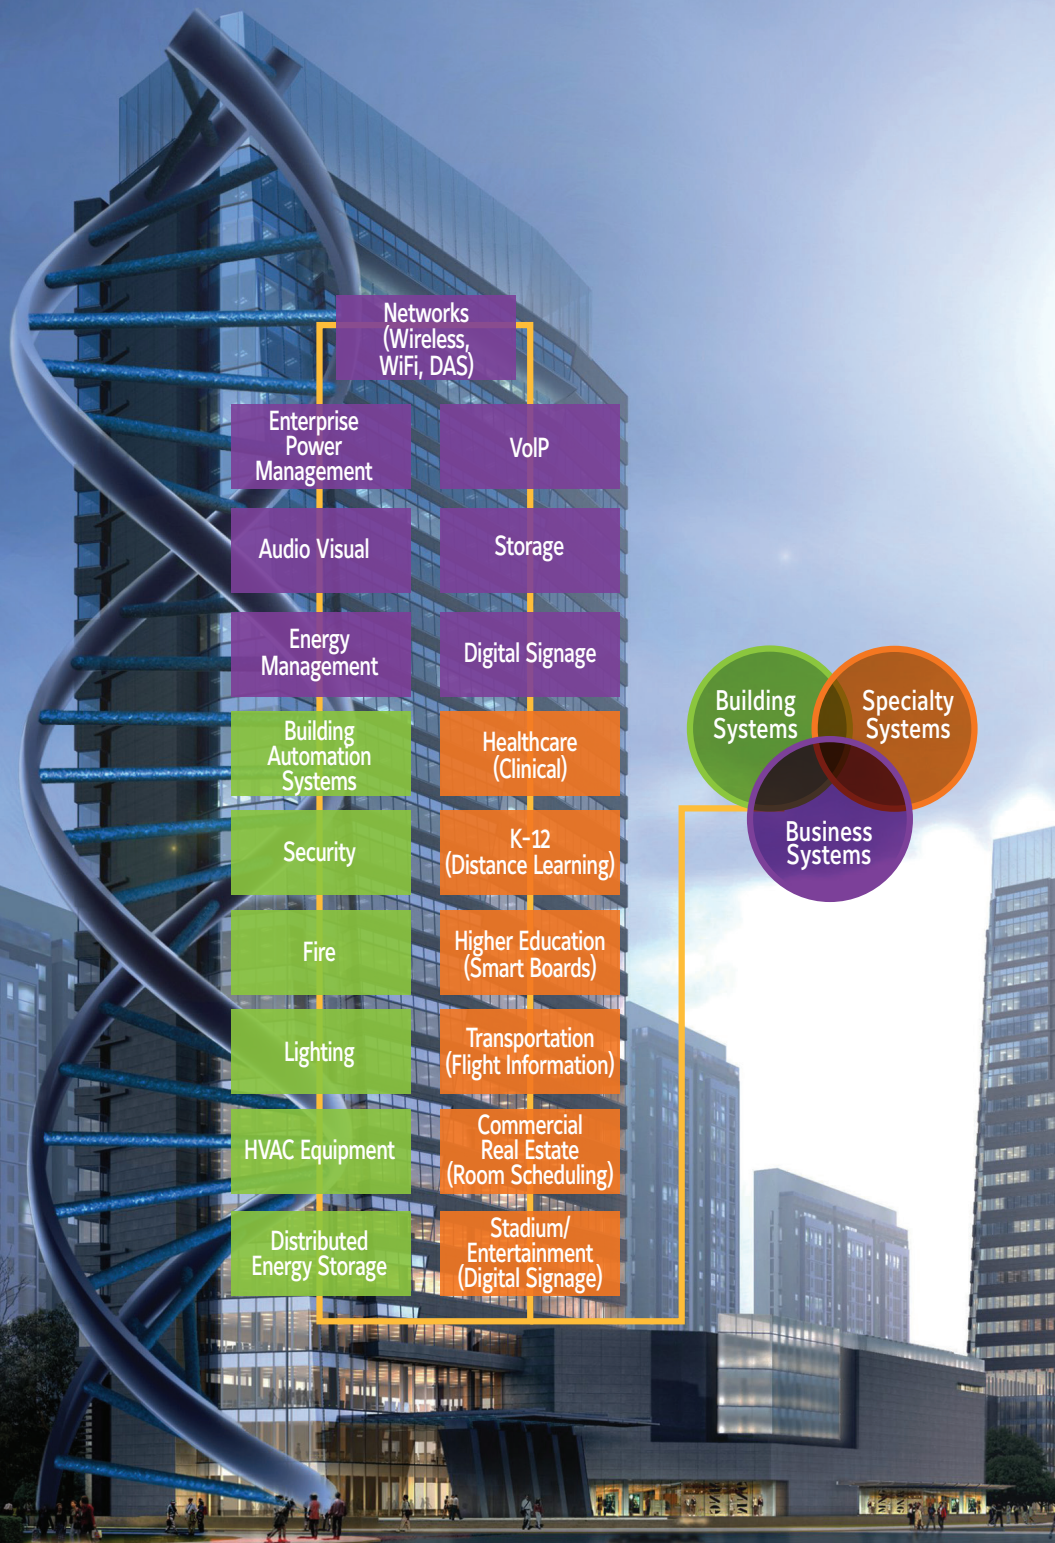 Networks
(Wireless,
WiFi, DAS)
Enterprise
Power
Management
VoIP
Audio Visual
Storage
Energy
Management
Digital Signage
Building
Automation
Systems
Healthcare
(Clinical)
Security
K-12
(Distance Learning)
Fire
Higher Education
(Smart Boards)
Lighting
Transportation
(Flight Information)
HVAC Equipment
Commercial
Real Estate
(Room Scheduling)
Distributed
Energy Storage
Stadium/
Entertainment
(Digital Signage)
Building
Systems
Specialty
Systems
Business
Systems